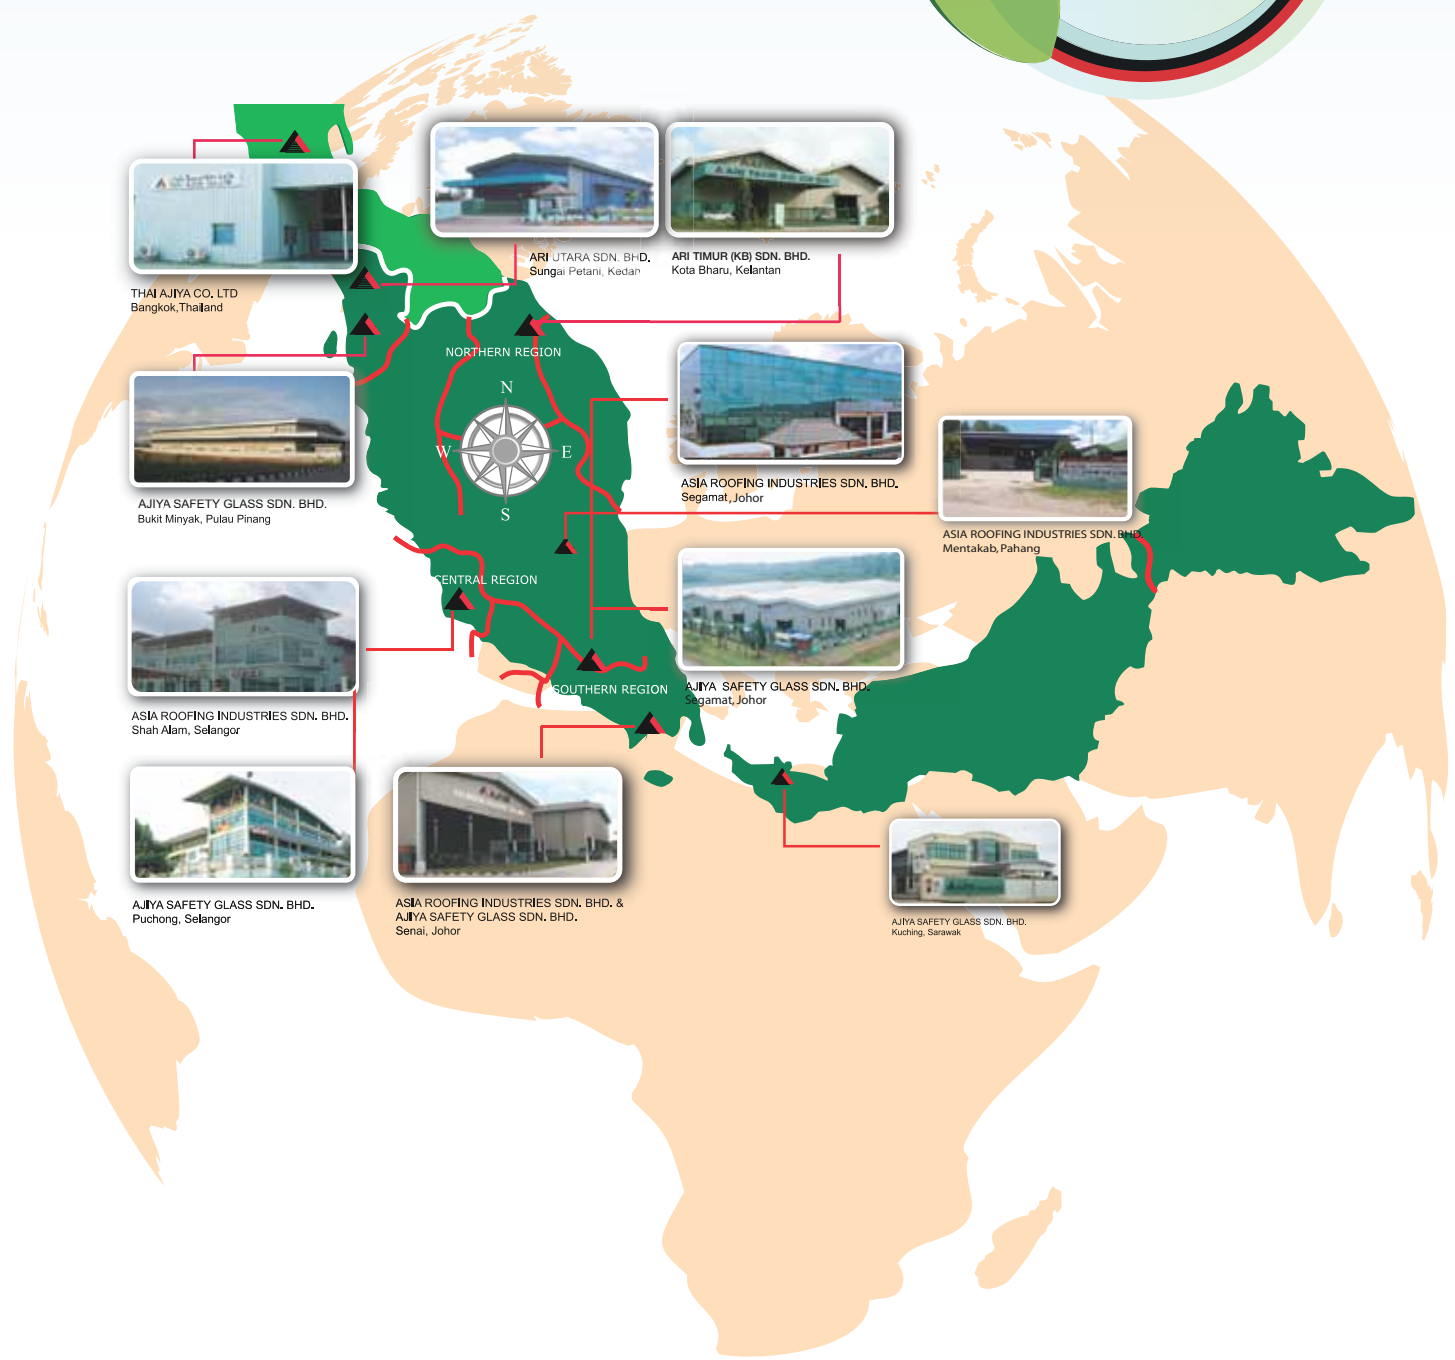 THAI AJIYA CO. LTD
Bangkok,Thailand
ARI UTARA SDN. BHD.
Sungai Petani, Kedah
ARI TIMUR (KB) SDN. BHD.
Kota Bharu, Kelantan
NORTHERN REGION
N
W
E
S
AJIYA SAFETY GLASS SDN. BHD.
Bukit Minyak, Pulau Pinang
ASIA ROOFING INDUSTRIES SDN. BHD.
Segamat, Johor
ASIA ROOFING INDUSTRIES SDN. BHD.
Mentakab, Pahang
CENTRAL REGION
SOUTHERN REGION
AJIYA SAFETY GLASS SDN. BHD.
Segamat, Johor
ASIA ROOFING INDUSTRIES SDN. BHD.
Shah Alam, Selangor
AJIYA SAFETY GLASS SDN. BHD.
Puchong, Selangor
ASIA ROOFING INDUSTRIES SDN. BHD. &
AJIYA SAFETY GLASS SDN. BHD.
Senai, Johor
AJIYA SAFETY GLASS SDN. BHD.
Kuching, Sarawak